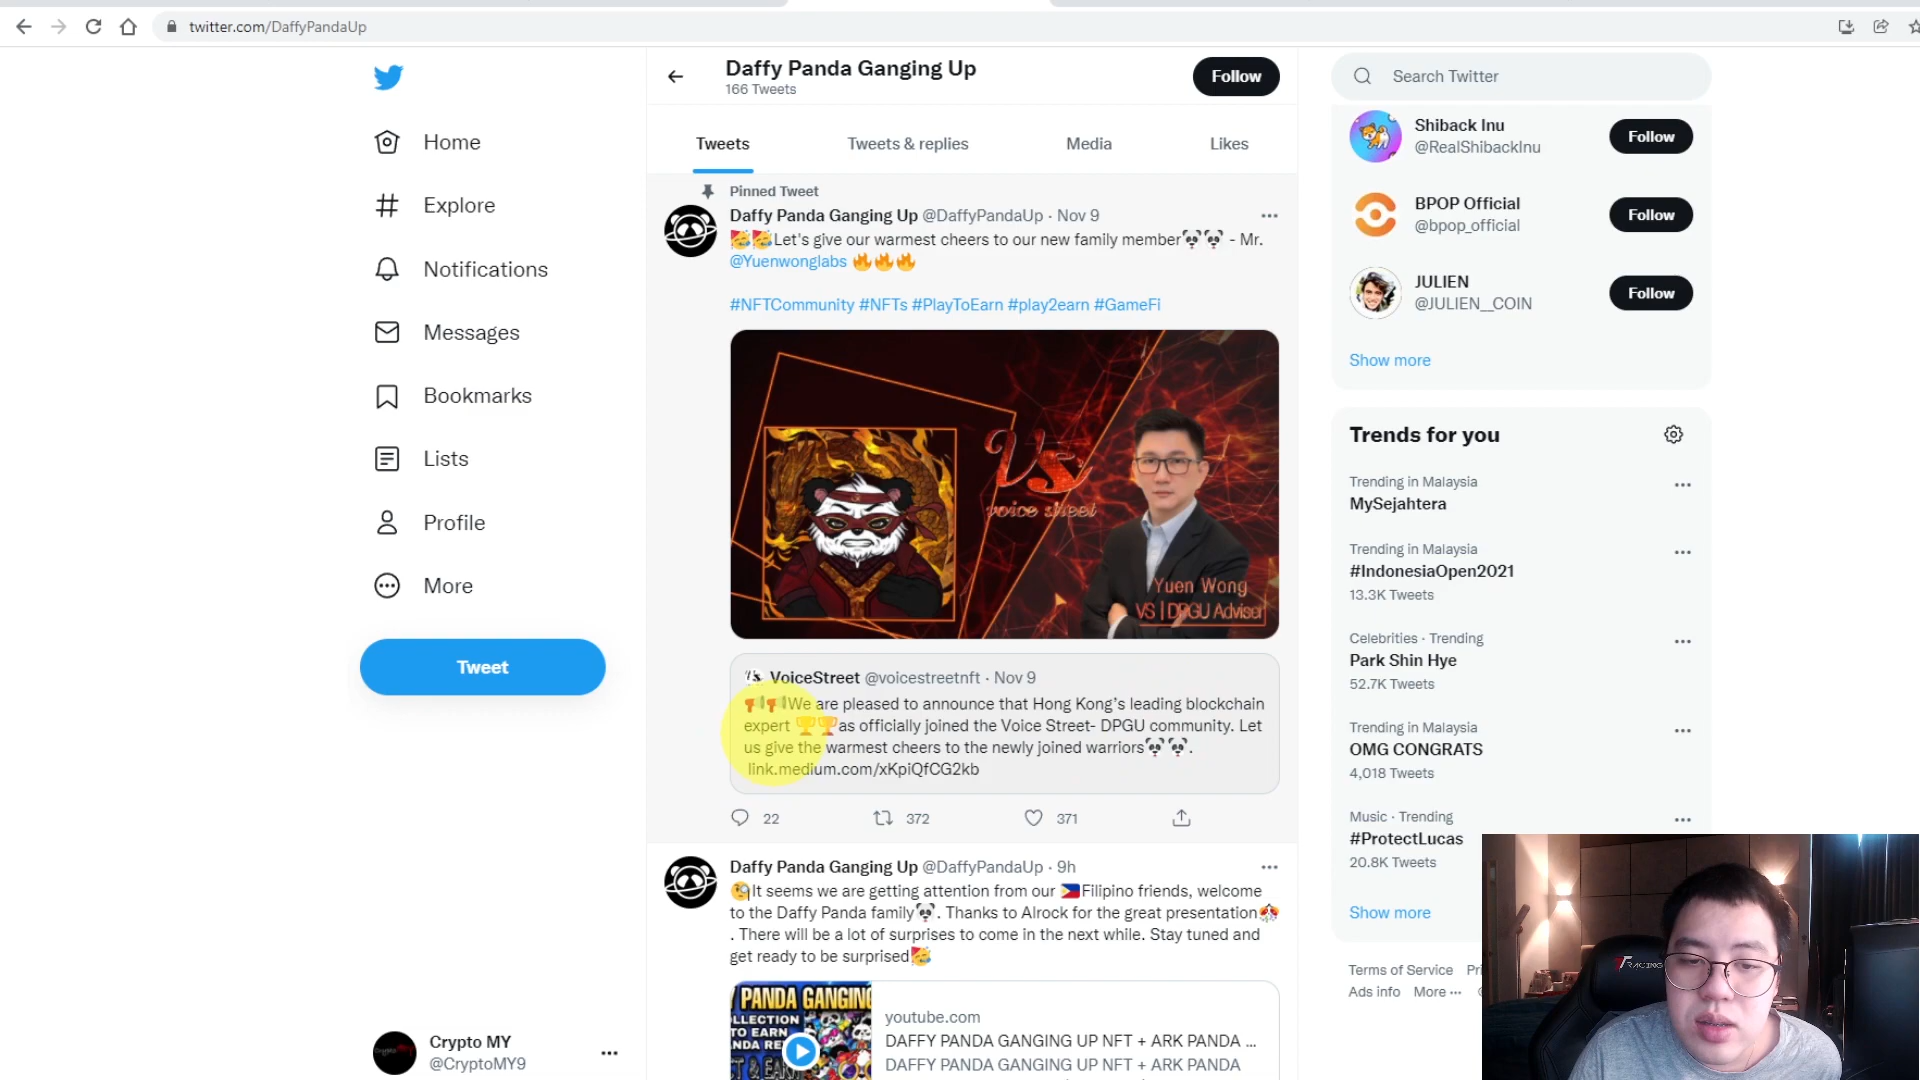 twitter.com/DaffyPandaUp
Daffy Panda Ganging Up
166 Tweets
Follow
Search Twitter
Home
Explore
Notifications
Messages
Bookmarks
Lists
Profile
More
Tweet
Crypto MY
@CryptoMY9
Tweets
Tweets & replies
Media
Likes
Pinned Tweet
Daffy Panda Ganging Up @DaffyPandaUp · Nov 9
🥳🥳Let's give our warmest cheers to our new family member🐼🐼 - Mr.
@Yuenwonglabs 🔥🔥🔥
#NFTCommunity #NFTs #PlayToEarn #play2earn #GameFi
Vs
voice street
Yuen Wong
VS | DPGU Adviser
VoiceStreet @voicestreetnft · Nov 9
We are pleased to announce that Hong Kong's leading blockchain
expert 🏆🏆as officially joined the Voice Street- DPGU community. Let
us give the warmest cheers to the newly joined warriors🐼🐼.
link.medium.com/xKpiQfCG2kb
22
372
371
Daffy Panda Ganging Up @DaffyPandaUp · 9h
🧐It seems we are getting attention from our 🇵🇭Filipino friends, welcome
to the Daffy Panda family🐼. Thanks to Alrock for the great presentation
. There will be a lot of surprises to come in the next while. Stay tuned and
get ready to be surprised🥳
PANDA GANGING
youtube.com
DAFFY PANDA GANGING UP NFT + ARK PANDA ...
DAFFY PANDA GANGING UP NFT + ARK PANDA
Shiback Inu
@RealShibackInu
Follow
BPOP Official
@bpop_official
Follow
JULIEN
@JULIEN__COIN
Follow
Show more
Trends for you
Trending in Malaysia
MySejahtera
Trending in Malaysia
#IndonesiaOpen2021
13.3K Tweets
Celebrities · Trending
Park Shin Hye
52.7K Tweets
Trending in Malaysia
OMG CONGRATS
4,018 Tweets
Music · Trending
#ProtectLucas
20.8K Tweets
Show more
Terms of Service
Ads info More ···
RACING